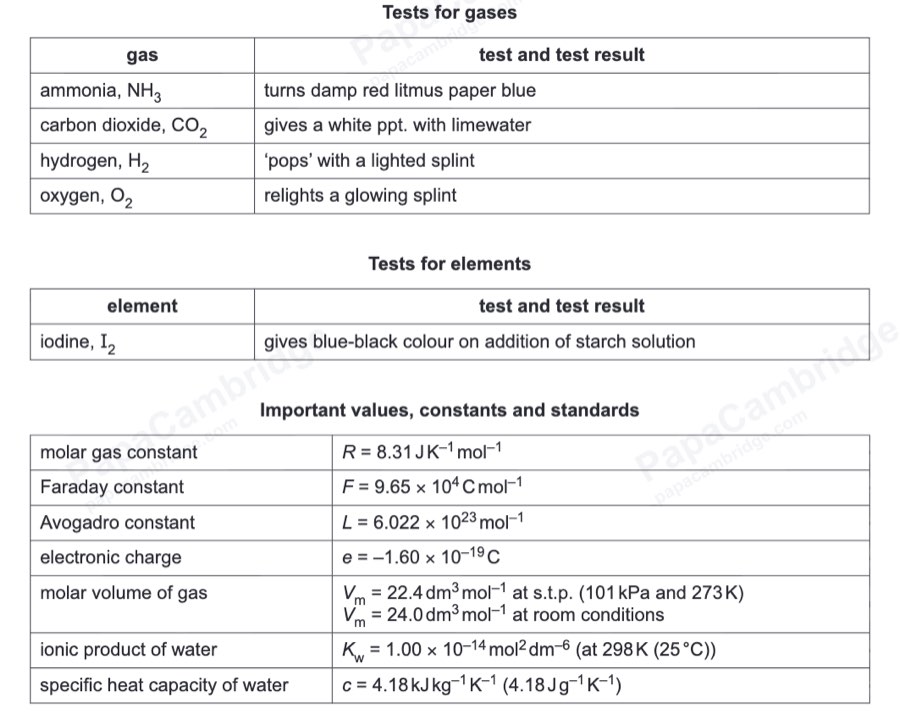 Tests for gases
gas test and test result
ammonia, NH₃ turns damp red litmus paper blue
carbon dioxide, CO₂ gives a white ppt. with limewater
hydrogen, H₂ ‘pops’ with a lighted splint
oxygen, O₂ relights a glowing splint
Tests for elements
element test and test result
iodine, I₂ gives blue-black colour on addition of starch solution
Important values, constants and standards
molar gas constant R = 8.31 J K⁻¹ mol⁻¹
Faraday constant F = 9.65 × 10⁴ C mol⁻¹
Avogadro constant L = 6.022 × 10²³ mol⁻¹
electronic charge e = –1.60 × 10⁻¹⁹ C
molar volume of gas Vₘ = 22.4 dm³ mol⁻¹ at s.t.p. (101 kPa and 273 K)
Vₘ = 24.0 dm³ mol⁻¹ at room conditions
ionic product of water K_w = 1.00 × 10⁻¹⁴ mol² dm⁻⁶ (at 298 K (25 °C))
specific heat capacity of water c = 4.18 kJ kg⁻¹ K⁻¹ (4.18 J g⁻¹ K⁻¹)
PapaCambridge
papacambridge.com